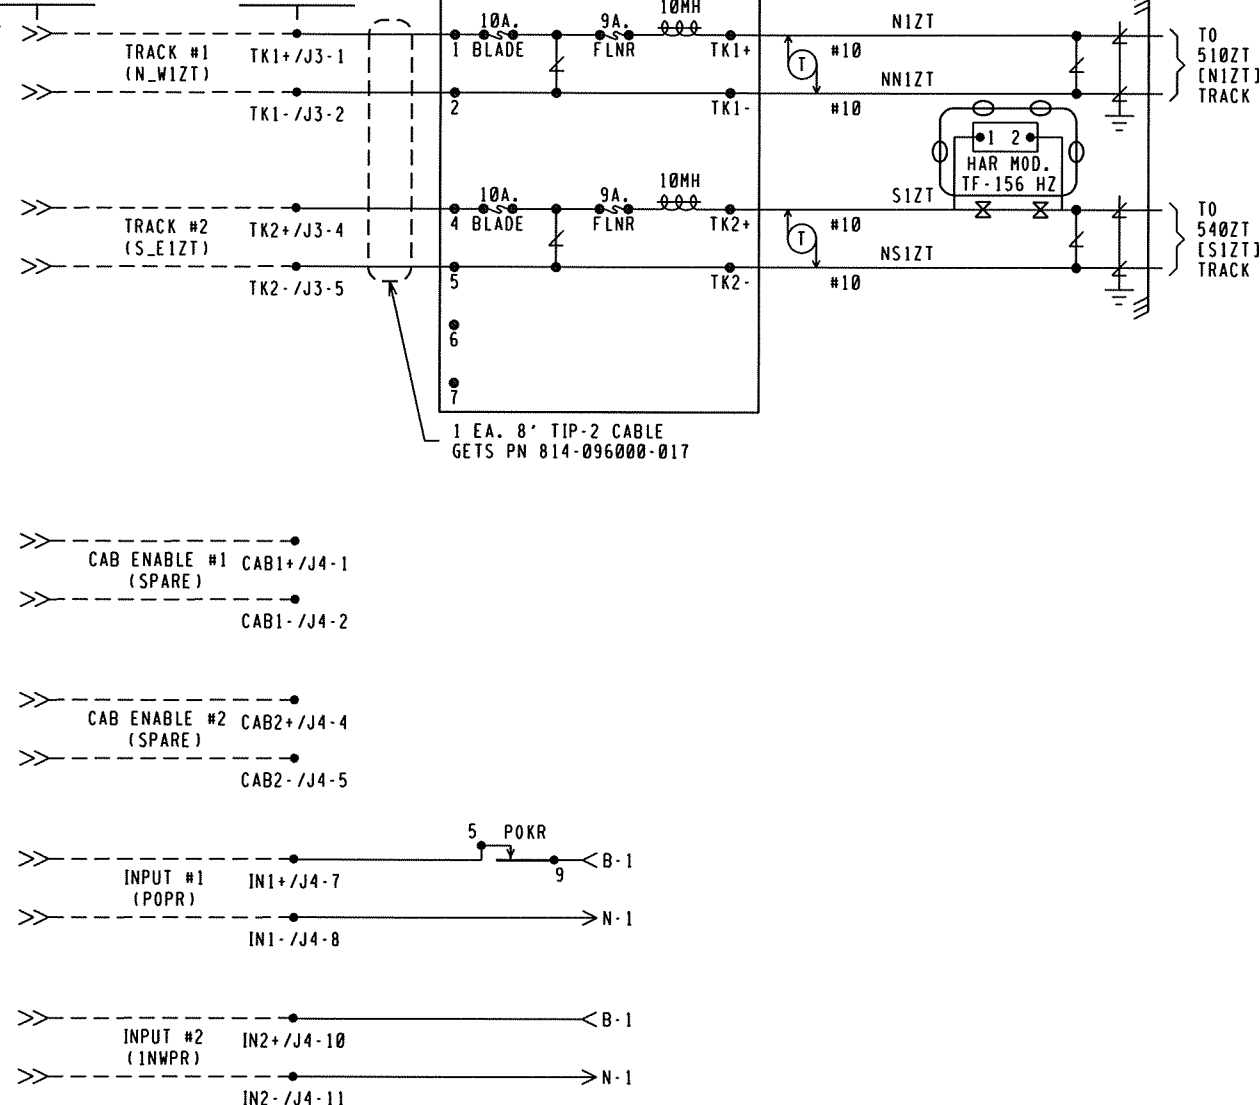 10MH
10A.
9A.
N1ZT
TRACK #1
(N_W1ZT)
TK1+/J3-1
1 BLADE
FLNR
TK1+
#10
TO
510ZT
[N1ZT]
TRACK
NN1ZT
TK1-/J3-2
2
TK1-
#10
1 2
HAR MOD.
TF-156 HZ
10MH
10A.
9A.
S1ZT
TRACK #2
(S_E1ZT)
TK2+/J3-4
4 BLADE
FLNR
TK2+
#10
TO
540ZT
[S1ZT]
TRACK
NS1ZT
TK2-/J3-5
5
TK2-
#10
T
T
6
7
1 EA. 8' TIP-2 CABLE
GETS PN 814-096000-017
CAB ENABLE #1
(SPARE)
CAB1+/J4-1
CAB1-/J4-2
CAB ENABLE #2
(SPARE)
CAB2+/J4-4
CAB2-/J4-5
5 POKR
B-1
9
INPUT #1
(POPR)
IN1+/J4-7
N-1
IN1-/J4-8
B-1
INPUT #2
(1NWPR)
IN2+/J4-10
N-1
IN2-/J4-11